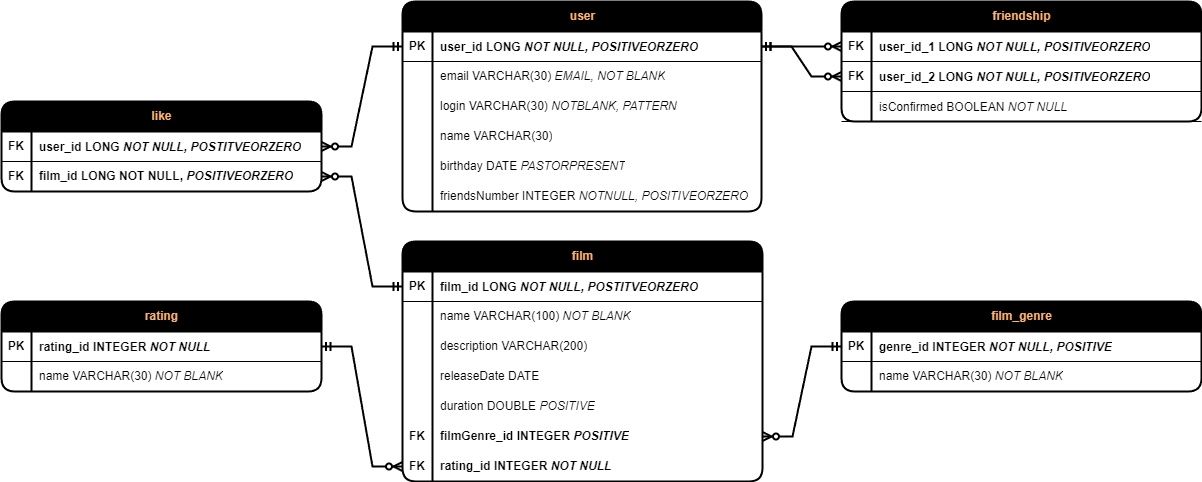 user
PK user_id LONG NOT NULL, POSITIVEORZERO
email VARCHAR(30) EMAIL, NOT BLANK
login VARCHAR(30) NOTBLANK, PATTERN
name VARCHAR(30)
birthday DATE PASTORPRESENT
friendsNumber INTEGER NOTNULL, POSITIVEORZERO
friendship
FK user_id_1 LONG NOT NULL, POSITIVEORZERO
FK user_id_2 LONG NOT NULL, POSITIVEORZERO
isConfirmed BOOLEAN NOT NULL
like
FK user_id LONG NOT NULL, POSTITVEORZERO
FK film_id LONG NOT NULL, POSITIVEORZERO
film
PK film_id LONG NOT NULL, POSTITVEORZERO
name VARCHAR(100) NOT BLANK
description VARCHAR(200)
releaseDate DATE
duration DOUBLE POSITIVE
FK filmGenre_id INTEGER POSITIVE
FK rating_id INTEGER NOT NULL
rating
PK rating_id INTEGER NOT NULL
name VARCHAR(30) NOT BLANK
film_genre
PK genre_id INTEGER NOT NULL, POSITIVE
name VARCHAR(30) NOT BLANK